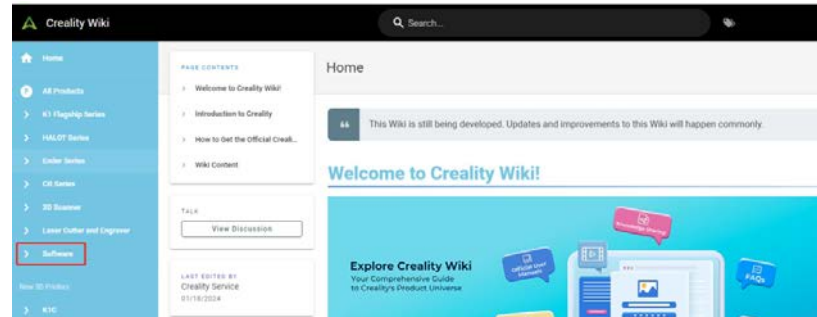 Creality Wiki
Search...
Home
All Products
K1 Flagship Series
HALOT Series
Ender Series
CR Series
3D Scanner
Laser Cutter and Engraver
Software
New 3D Product
K1C
PAGE CONTENTS
Welcome to Creality Wiki!
Introduction to Creality
How to Get the Official Creali...
Wiki Content
TALK
View Discussion
LAST EDITED BY
Creality Service
01/18/2024
Home
This Wiki is still being developed. Updates and improvements to this Wiki will happen commonly.
Welcome to Creality Wiki!
Explore Creality Wiki
Your Comprehensive Guide
to Creality's Product Universe
Knowledge Sharing
Official User
Manuals
FAQs